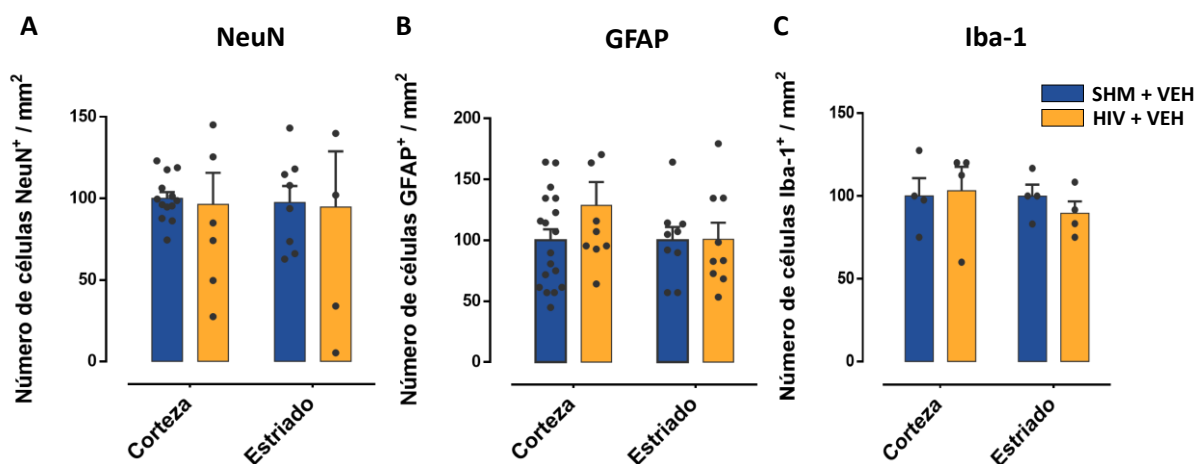 A
NeuN
Número de células NeuN⁺ / mm²
150
100
50
0
Corteza
Estriado
B
GFAP
Número de células GFAP⁺ / mm²
200
150
100
50
0
Corteza
Estriado
C
Iba-1
Número de células Iba-1⁺ / mm²
150
100
50
0
Corteza
Estriado
SHM + VEH
HIV + VEH